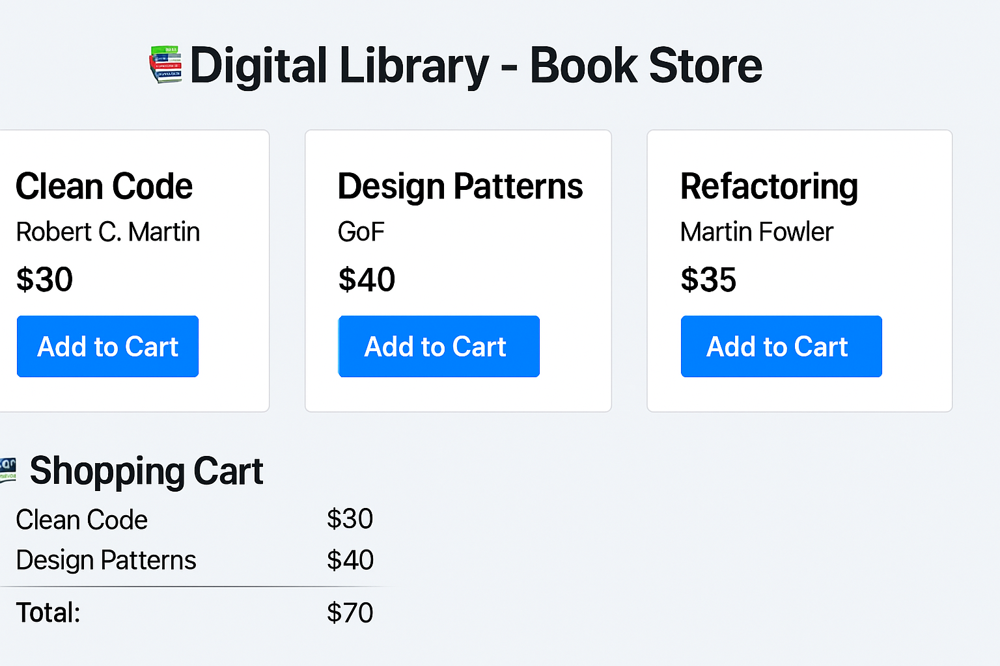 Digital Library - Book Store
Clean Code
Robert C. Martin
$30
Add to Cart
Design Patterns
GoF
$40
Add to Cart
Refactoring
Martin Fowler
$35
Add to Cart
Shopping Cart
Clean Code $30
Design Patterns $40
Total: $70